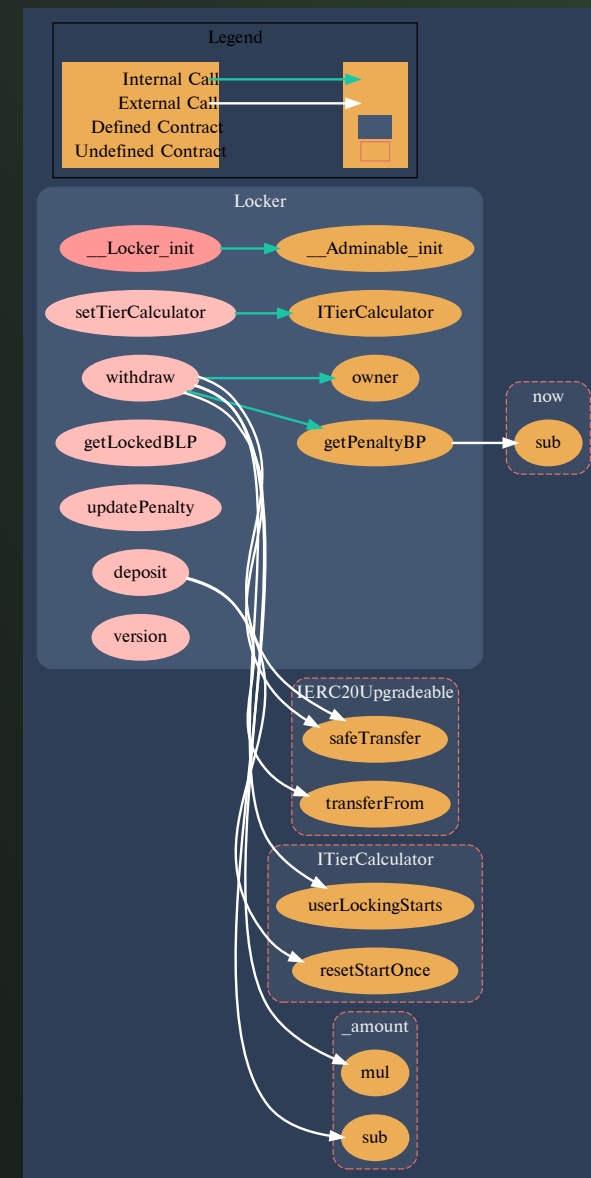 Legend
Internal Call
External Call
Defined Contract
Undefined Contract
Locker
__Locker_init
__Adminable_init
setTierCalculator
ITierCalculator
withdraw
owner
getLockedBLP
getPenaltyBP
now
sub
updatePenalty
deposit
version
IERC20Upgradeable
safeTransfer
transferFrom
ITierCalculator
userLockingStarts
resetStartOnce
_amount
mul
sub